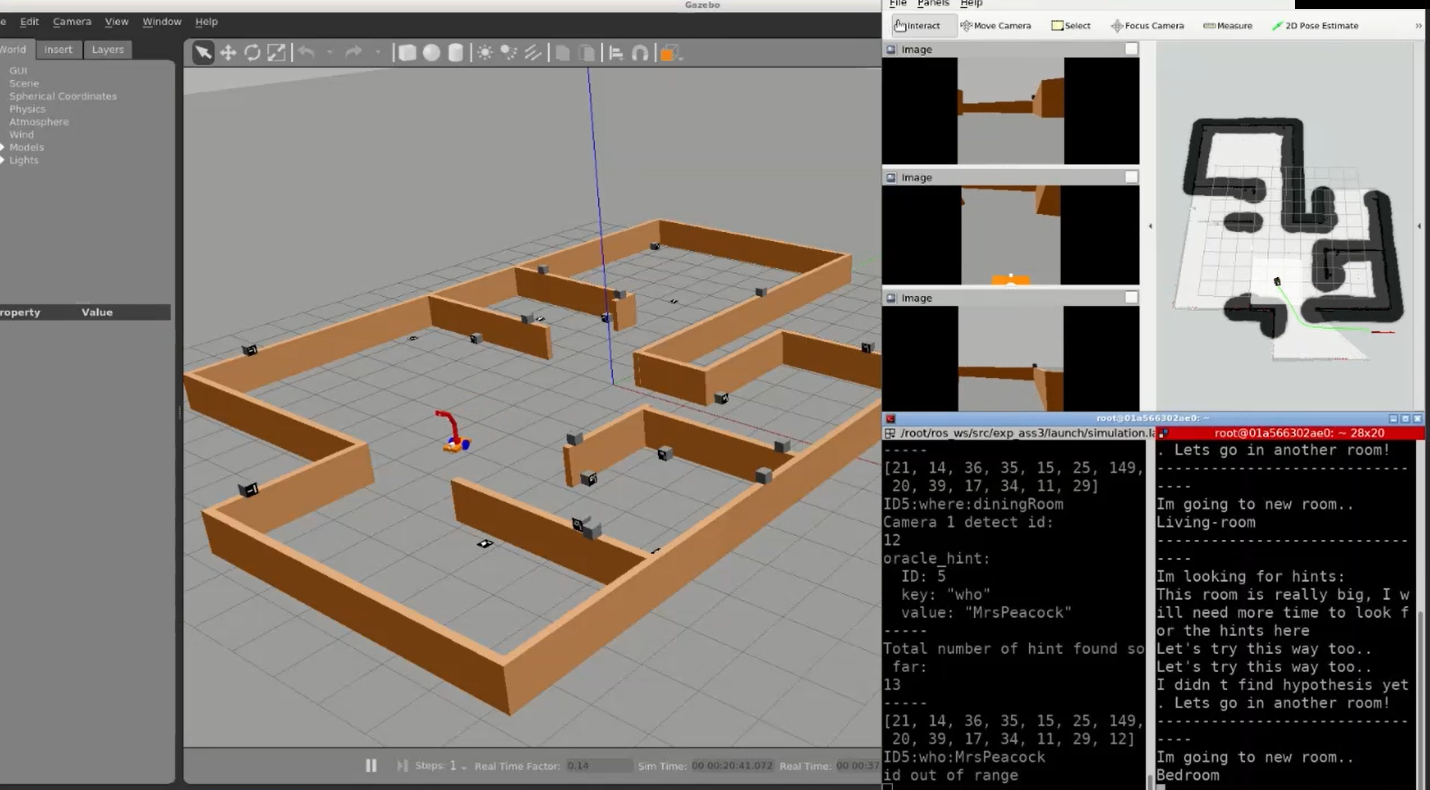 Gazebo
Edit Camera View Window Help
World Insert Layers
GUI
Scene
Spherical Coordinates
Physics
Atmosphere
Wind
Models
Lights
roperty Value
Steps: 1 Real Time Factor: 0.14 Sim Time: 00 00:20:41.072 Real Time: 00 00:37
File Panels Help
Interact Move Camera Select Focus Camera Measure 2D Pose Estimate »
Image
Image
Image
root@01a566302ae0: ~
/root/ros_ws/src/exp_ass3/launch/simulation.la
-----
[21, 14, 36, 35, 15, 25, 149,
20, 39, 17, 34, 11, 29]
ID5:where:diningRoom
Camera 1 detect id:
12
oracle_hint:
ID: 5
key: "who"
value: "MrsPeacock"
-----
Total number of hint found so
far:
13
-----
[21, 14, 36, 35, 15, 25, 149,
20, 39, 17, 34, 11, 29, 12]
ID5:who:MrsPeacock
id out of range
root@01a566302ae0: ~ 28x20
. Lets go in another room!
----------------------------
----
Im going to new room..
Living-room
----------------------------
----
Im looking for hints:
This room is really big, I w
ill need more time to look f
or the hints here
Let's try this way too..
Let's try this way too..
I didn t find hypothesis yet
. Lets go in another room!
----------------------------
----
Im going to new room..
Bedroom